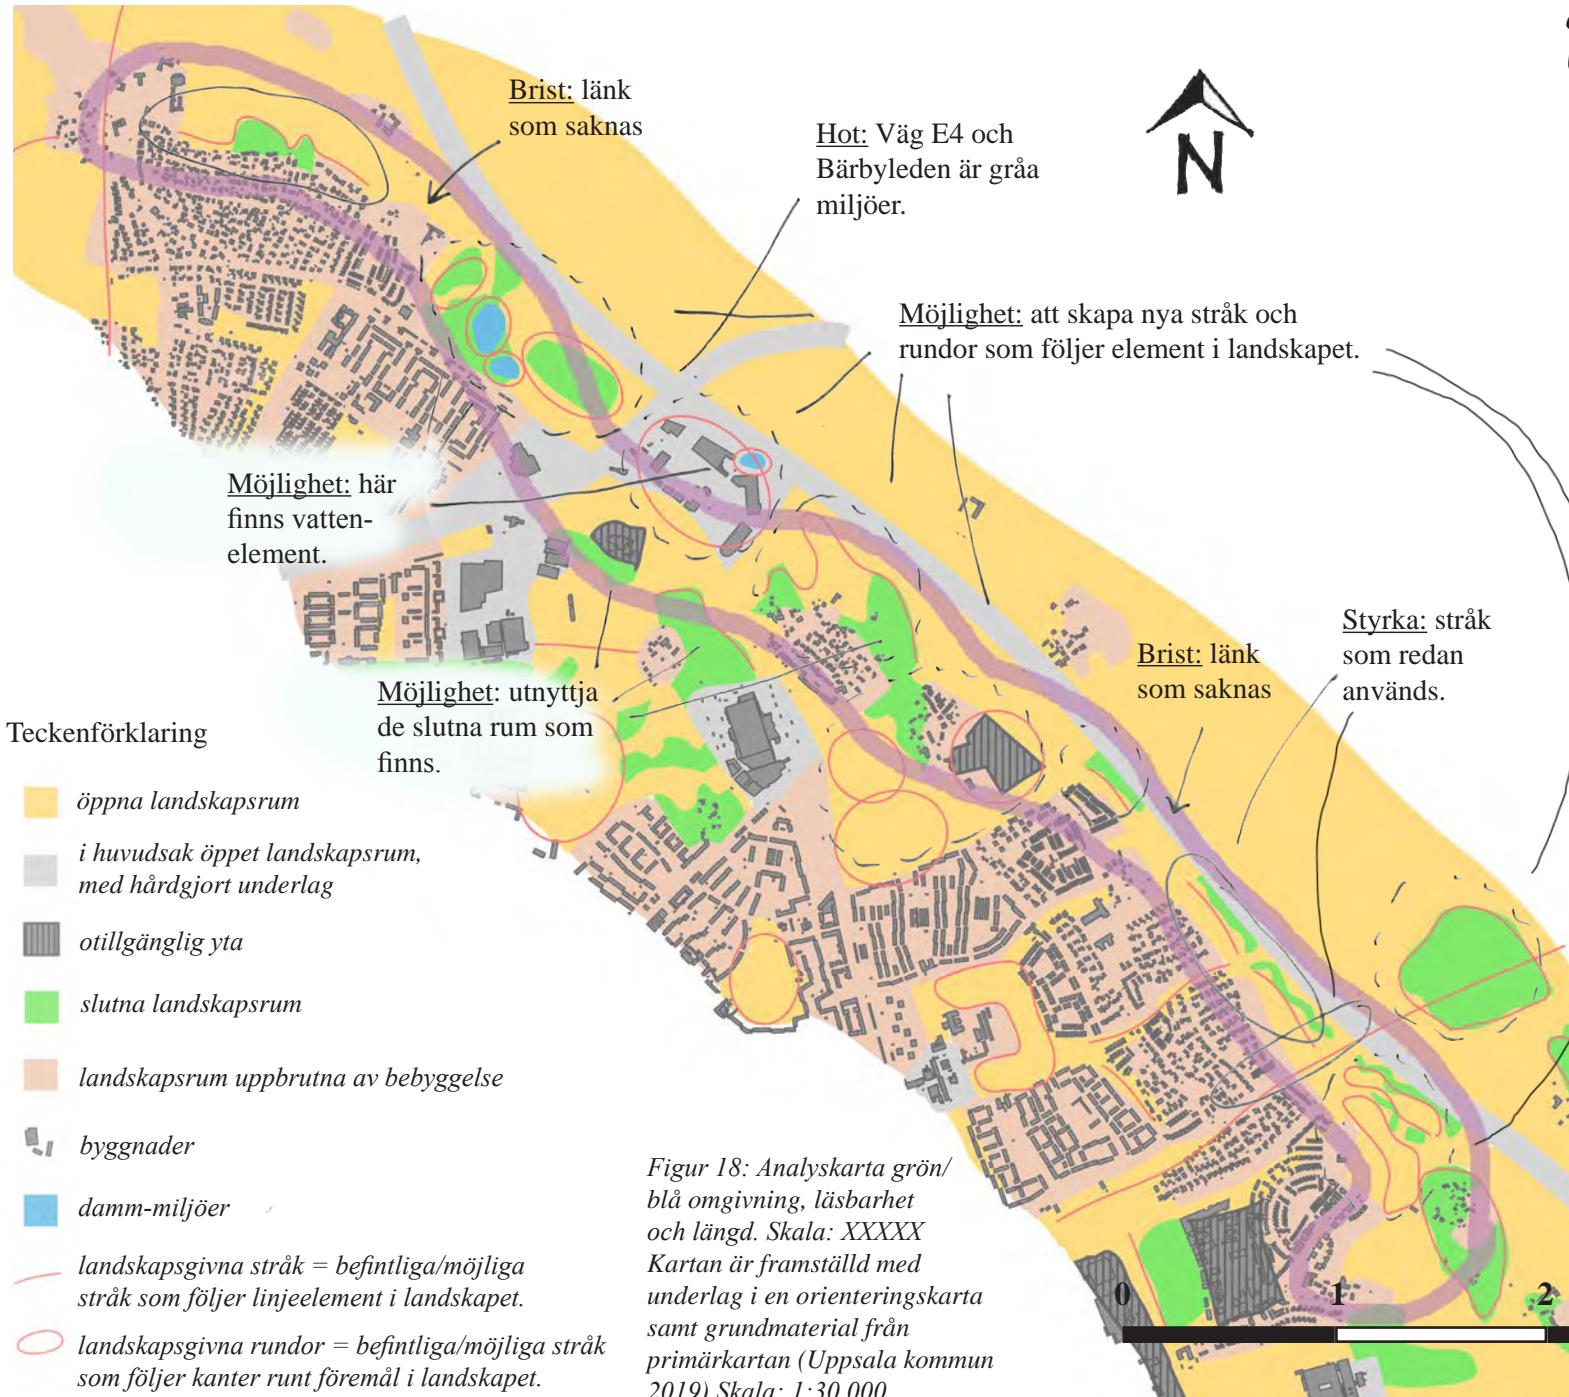 Brist: länk
som saknas
Hot: Väg E4 och
Bärbyleden är gråa
miljöer.
N
Möjlighet: att skapa nya stråk och
rundor som följer element i landskapet.
Möjlighet: här
finns vatten-
element.
Styrka: stråk
som redan
används.
Brist: länk
som saknas
Möjlighet: utnyttja
de slutna rum som
finns.
Teckenförklaring
öppna landskapsrum
i huvudsak öppet landskapsrum,
med hårdgjort underlag
otillgänglig yta
slutna landskapsrum
landskapsrum uppbrutna av bebyggelse
byggnader
damm-miljöer
landskapsgivna stråk = befintliga/möjliga
stråk som följer linjeelement i landskapet.
landskapsgivna rundor = befintliga/möjliga stråk
som följer kanter runt föremål i landskapet.
Figur 18: Analyskarta grön/
blå omgivning, läsbarhet
och längd. Skala: XXXXX
Kartan är framställd med
underlag i en orienteringskarta
samt grundmaterial från
primärkartan (Uppsala kommun
2019) Skala: 1:30 000
0 1 2